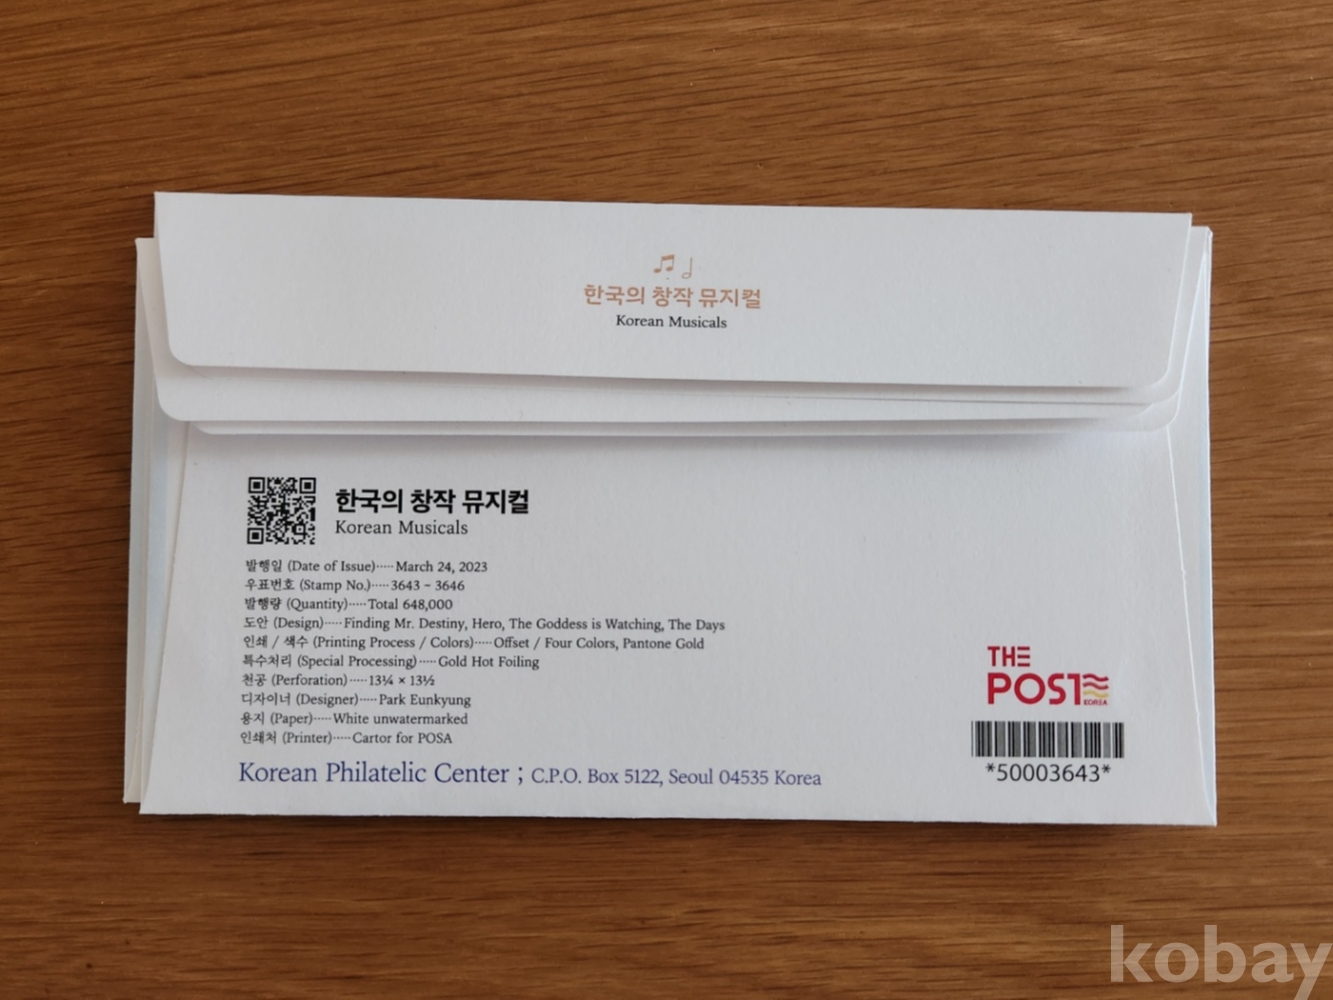 한국의 창작 뮤지컬
Korean Musicals
한국의 창작 뮤지컬
Korean Musicals
발행일 (Date of Issue)·····March 24, 2023
우표번호 (Stamp No.)·····3643 - 3646
발행량 (Quantity)·····Total 648,000
도안 (Design)·····Finding Mr. Destiny, Hero, The Goddess is Watching, The Days
인쇄 / 색수 (Printing Process / Colors)·····Offset / Four Colors, Pantone Gold
특수처리 (Special Processing)·····Gold Hot Foiling
천공 (Perforation)·····13¼ × 13½
디자이너 (Designer)·····Park Eunkyung
용지 (Paper)·····White unwatermarked
인쇄처 (Printer)·····Cartor for POSA
Korean Philatelic Center ; C.P.O. Box 5122, Seoul 04535 Korea
THE
POST
KOREA
*50003643*
kobay